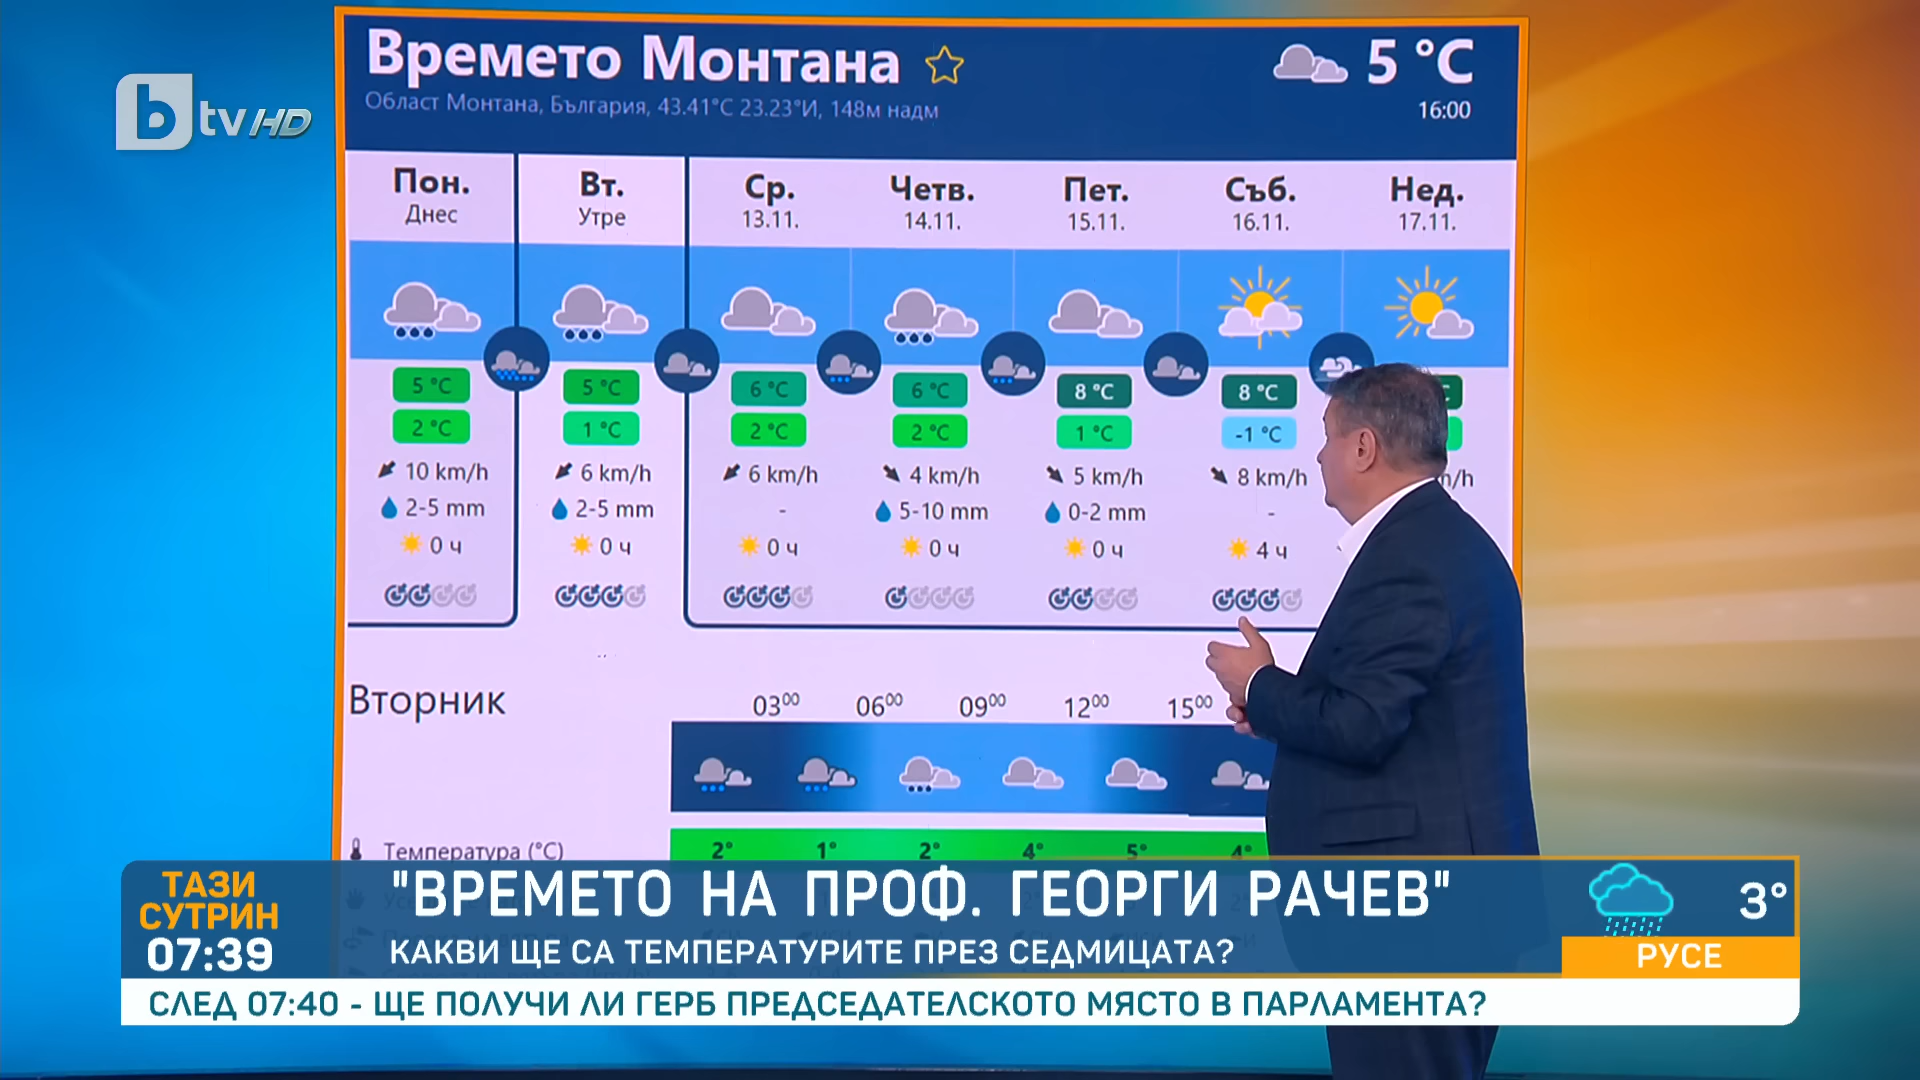 btv HD
Времето Монтана
Област Монтана, България, 43.41°С 23.23°И, 148м надм
5 °C
16:00
Пон. Вт. Ср. Четв. Пет. Съб. Нед.
Днес Утре 13.11. 14.11. 15.11. 16.11. 17.11.
5 °C 5 °C 6 °C 6 °C 8 °C 8 °C
2 °C 1 °C 2 °C 2 °C 1 °C -1 °C
10 km/h 6 km/h 6 km/h 4 km/h 5 km/h 8 km/h
2-5 mm 2-5 mm - 5-10 mm 0-2 mm -
0 ч 0 ч 0 ч 0 ч 0 ч 4 ч
Вторник 03⁰⁰ 06⁰⁰ 09⁰⁰ 12⁰⁰ 15⁰⁰
Температура (°C) 2° 1° 2° 4° 5° 4°
ТАЗИ
СУТРИН
07:39
"ВРЕМЕТО НА ПРОФ. ГЕОРГИ РАЧЕВ"
КАКВИ ЩЕ СА ТЕМПЕРАТУРИТЕ ПРЕЗ СЕДМИЦАТА?
3°
РУСЕ
СЛЕД 07:40 - ЩЕ ПОЛУЧИ ЛИ ГЕРБ ПРЕДСЕДАТЕЛСКОТО МЯСТО В ПАРЛАМЕНТА?